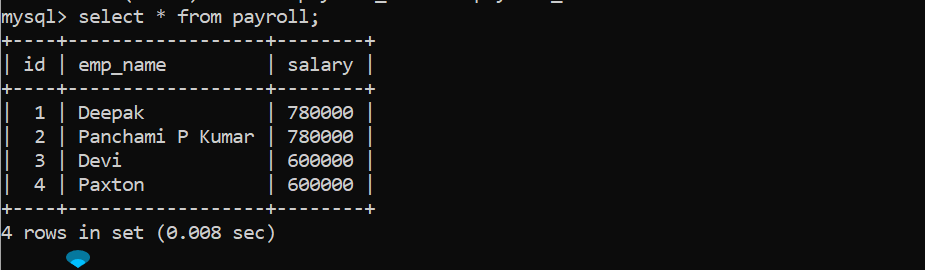 mysql> select * from payroll;
+----+------------------+--------+
| id | emp_name         | salary |
+----+------------------+--------+
|  1 | Deepak           | 780000 |
|  2 | Panchami P Kumar | 780000 |
|  3 | Devi             | 600000 |
|  4 | Paxton           | 600000 |
+----+------------------+--------+
4 rows in set (0.008 sec)